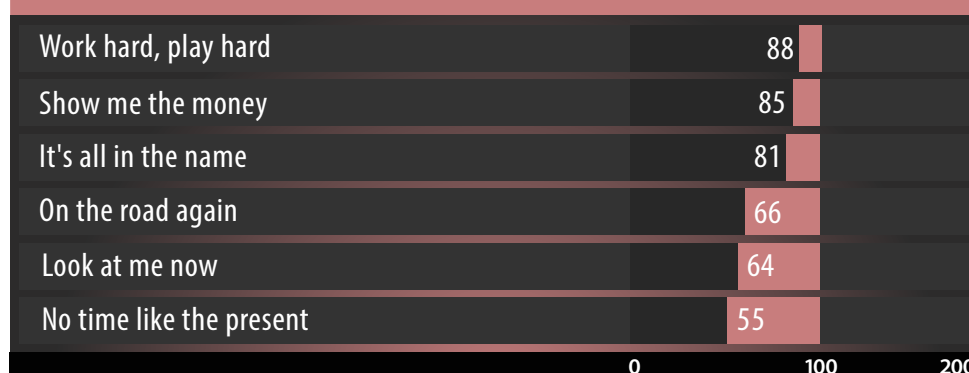 Work hard, play hard 88
Show me the money 85
It's all in the name 81
On the road again 66
Look at me now 64
No time like the present 55
0 100 200